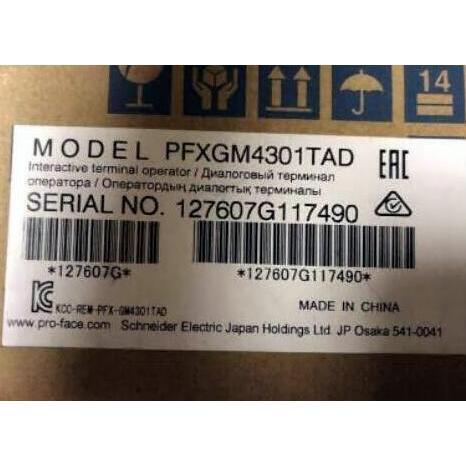 14
MODEL PFXGM4301TAD EAC
Interactive terminal operator / Диалоговый терминал
оператора / Оператордың диалогтық терминалы
SERIAL NO. 127607G117490
*127607G* *127607G117490*
KCC-REM-PFX-GM4301TAD
MADE IN CHINA
www.pro-face.com Schneider Electric Japan Holdings Ltd. JP Osaka 541-0041